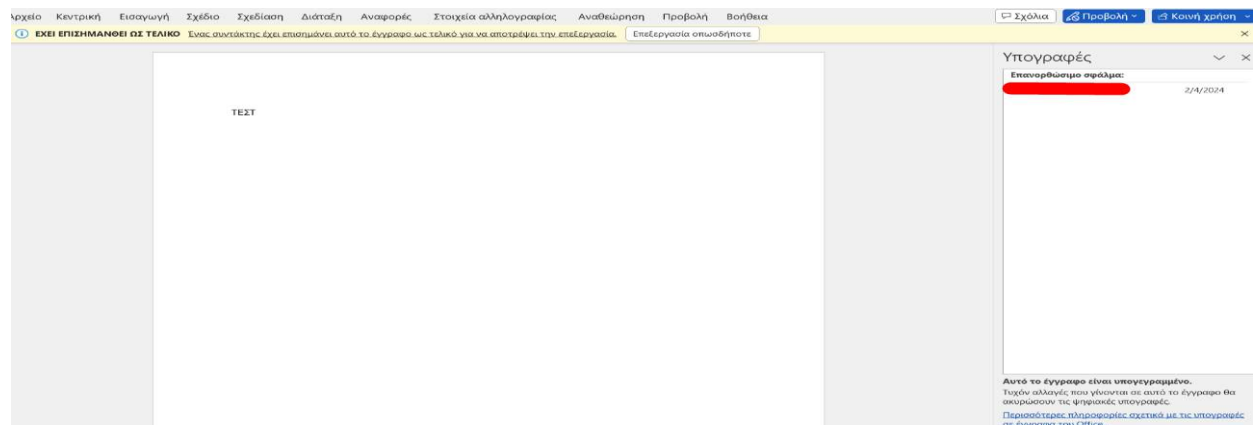 Αρχείο Κεντρική Εισαγωγή Σχέδιο Σχεδίαση Διάταξη Αναφορές Στοιχεία αλληλογραφίας Αναθεώρηση Προβολή Βοήθεια Σχόλια Προβολή Κοινή χρήση
ΕΧΕΙ ΕΠΙΣΗΜΑΝΘΕΙ ΩΣ ΤΕΛΙΚΟ Ένας συντάκτης έχει επισημάνει αυτό το έγγραφο ως τελικό για να αποτρέψει την επεξεργασία. Επεξεργασία οπωσδήποτε
ΤΕΣΤ
Υπογραφές
Επανορθώσιμο σφάλμα:
2/4/2024
Αυτό το έγγραφο είναι υπογεγραμμένο.
Τυχόν αλλαγές που γίνονται σε αυτό το έγγραφο θα
ακυρώσουν τις ψηφιακές υπογραφές.
Περισσότερες πληροφορίες σχετικά με τις υπογραφές
σε έγγραφα του Office